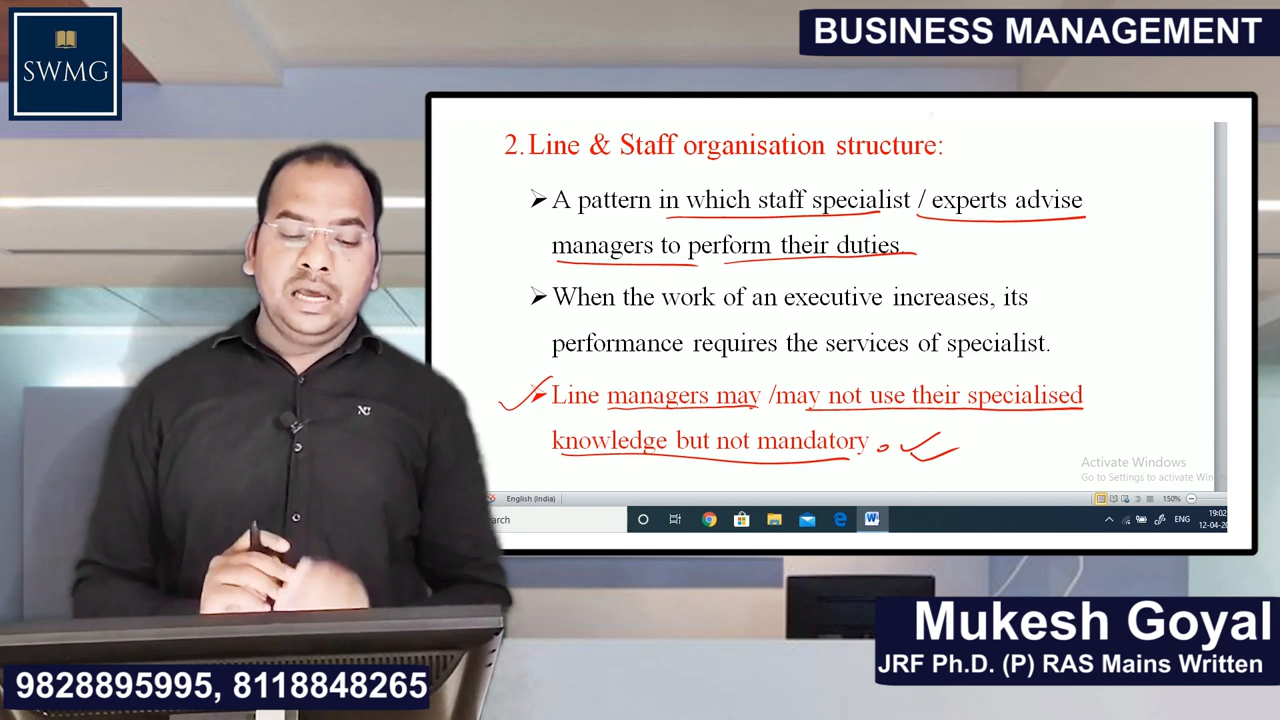 SWMG
BUSINESS MANAGEMENT
2. Line & Staff organisation structure:
➢ A pattern in which staff specialist / experts advise
managers to perform their duties.
➢ When the work of an executive increases, its
performance requires the services of specialist.
➢ Line managers may /may not use their specialised
knowledge but not mandatory.
Activate Windows
Go to Settings to activate
English (India)
150%
ENG
19:02
Mukesh Goyal
JRF Ph.D. (P) RAS Mains Written
9828895995, 8118848265